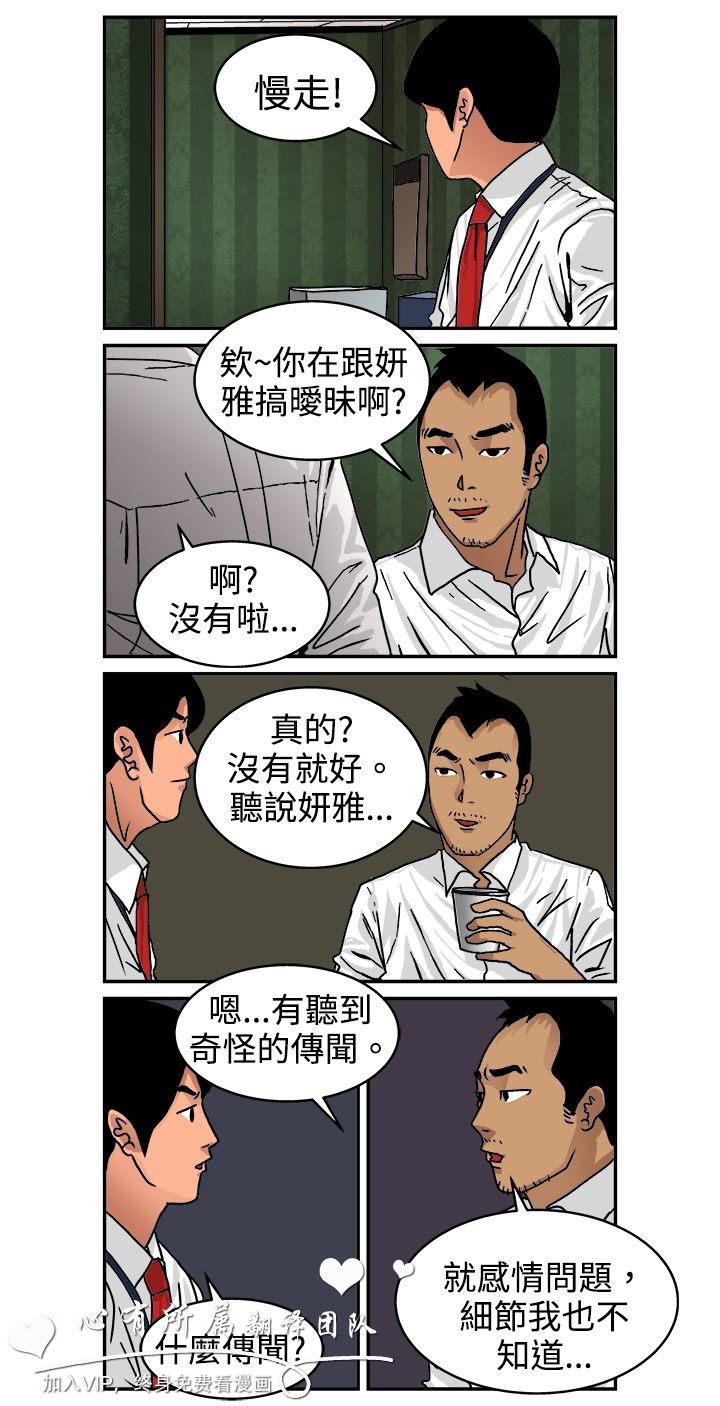 慢走!
欸~你在跟妍
雅搞曖昧啊?
啊?
沒有啦...
真的?
沒有就好。
聽說妍雅...
嗯...有聽到
奇怪的傳聞。
什麼傳聞?
就感情問題，
細節我也不
知道...
心有所属翻译团队
加入VIP，终身免费看漫画